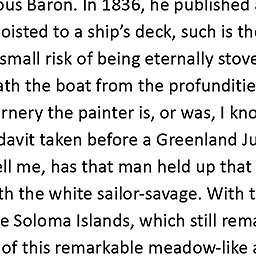 ous Baron. In 1836, he published a
oisted to a ship’s deck, such is the
small risk of being eternally stove
ath the boat from the profunditie
rnery the painter is, or was, I kno
davit taken before a Greenland Ju
ell me, has that man held up that
th the white sailor-savage. With t
e Soloma Islands, which still rema
of this remarkable meadow-like a